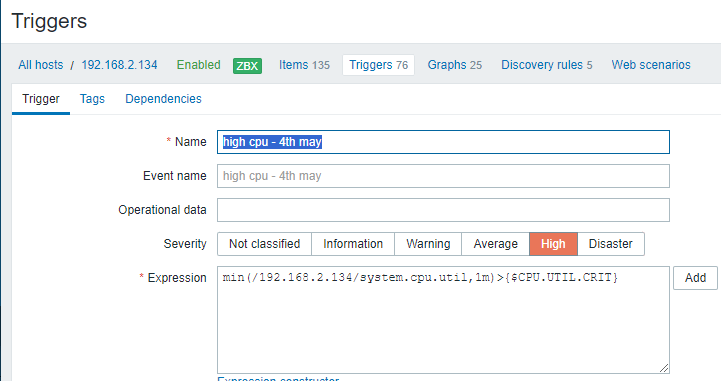 Triggers
All hosts / 192.168.2.134 Enabled ZBX Items 135 Triggers 76 Graphs 25 Discovery rules 5 Web scenarios
Trigger Tags Dependencies
* Name high cpu - 4th may
Event name high cpu - 4th may
Operational data
Severity Not classified Information Warning Average High Disaster
* Expression min(/192.168.2.134/system.cpu.util,1m)>{$CPU.UTIL.CRIT} Add
Expression constructor